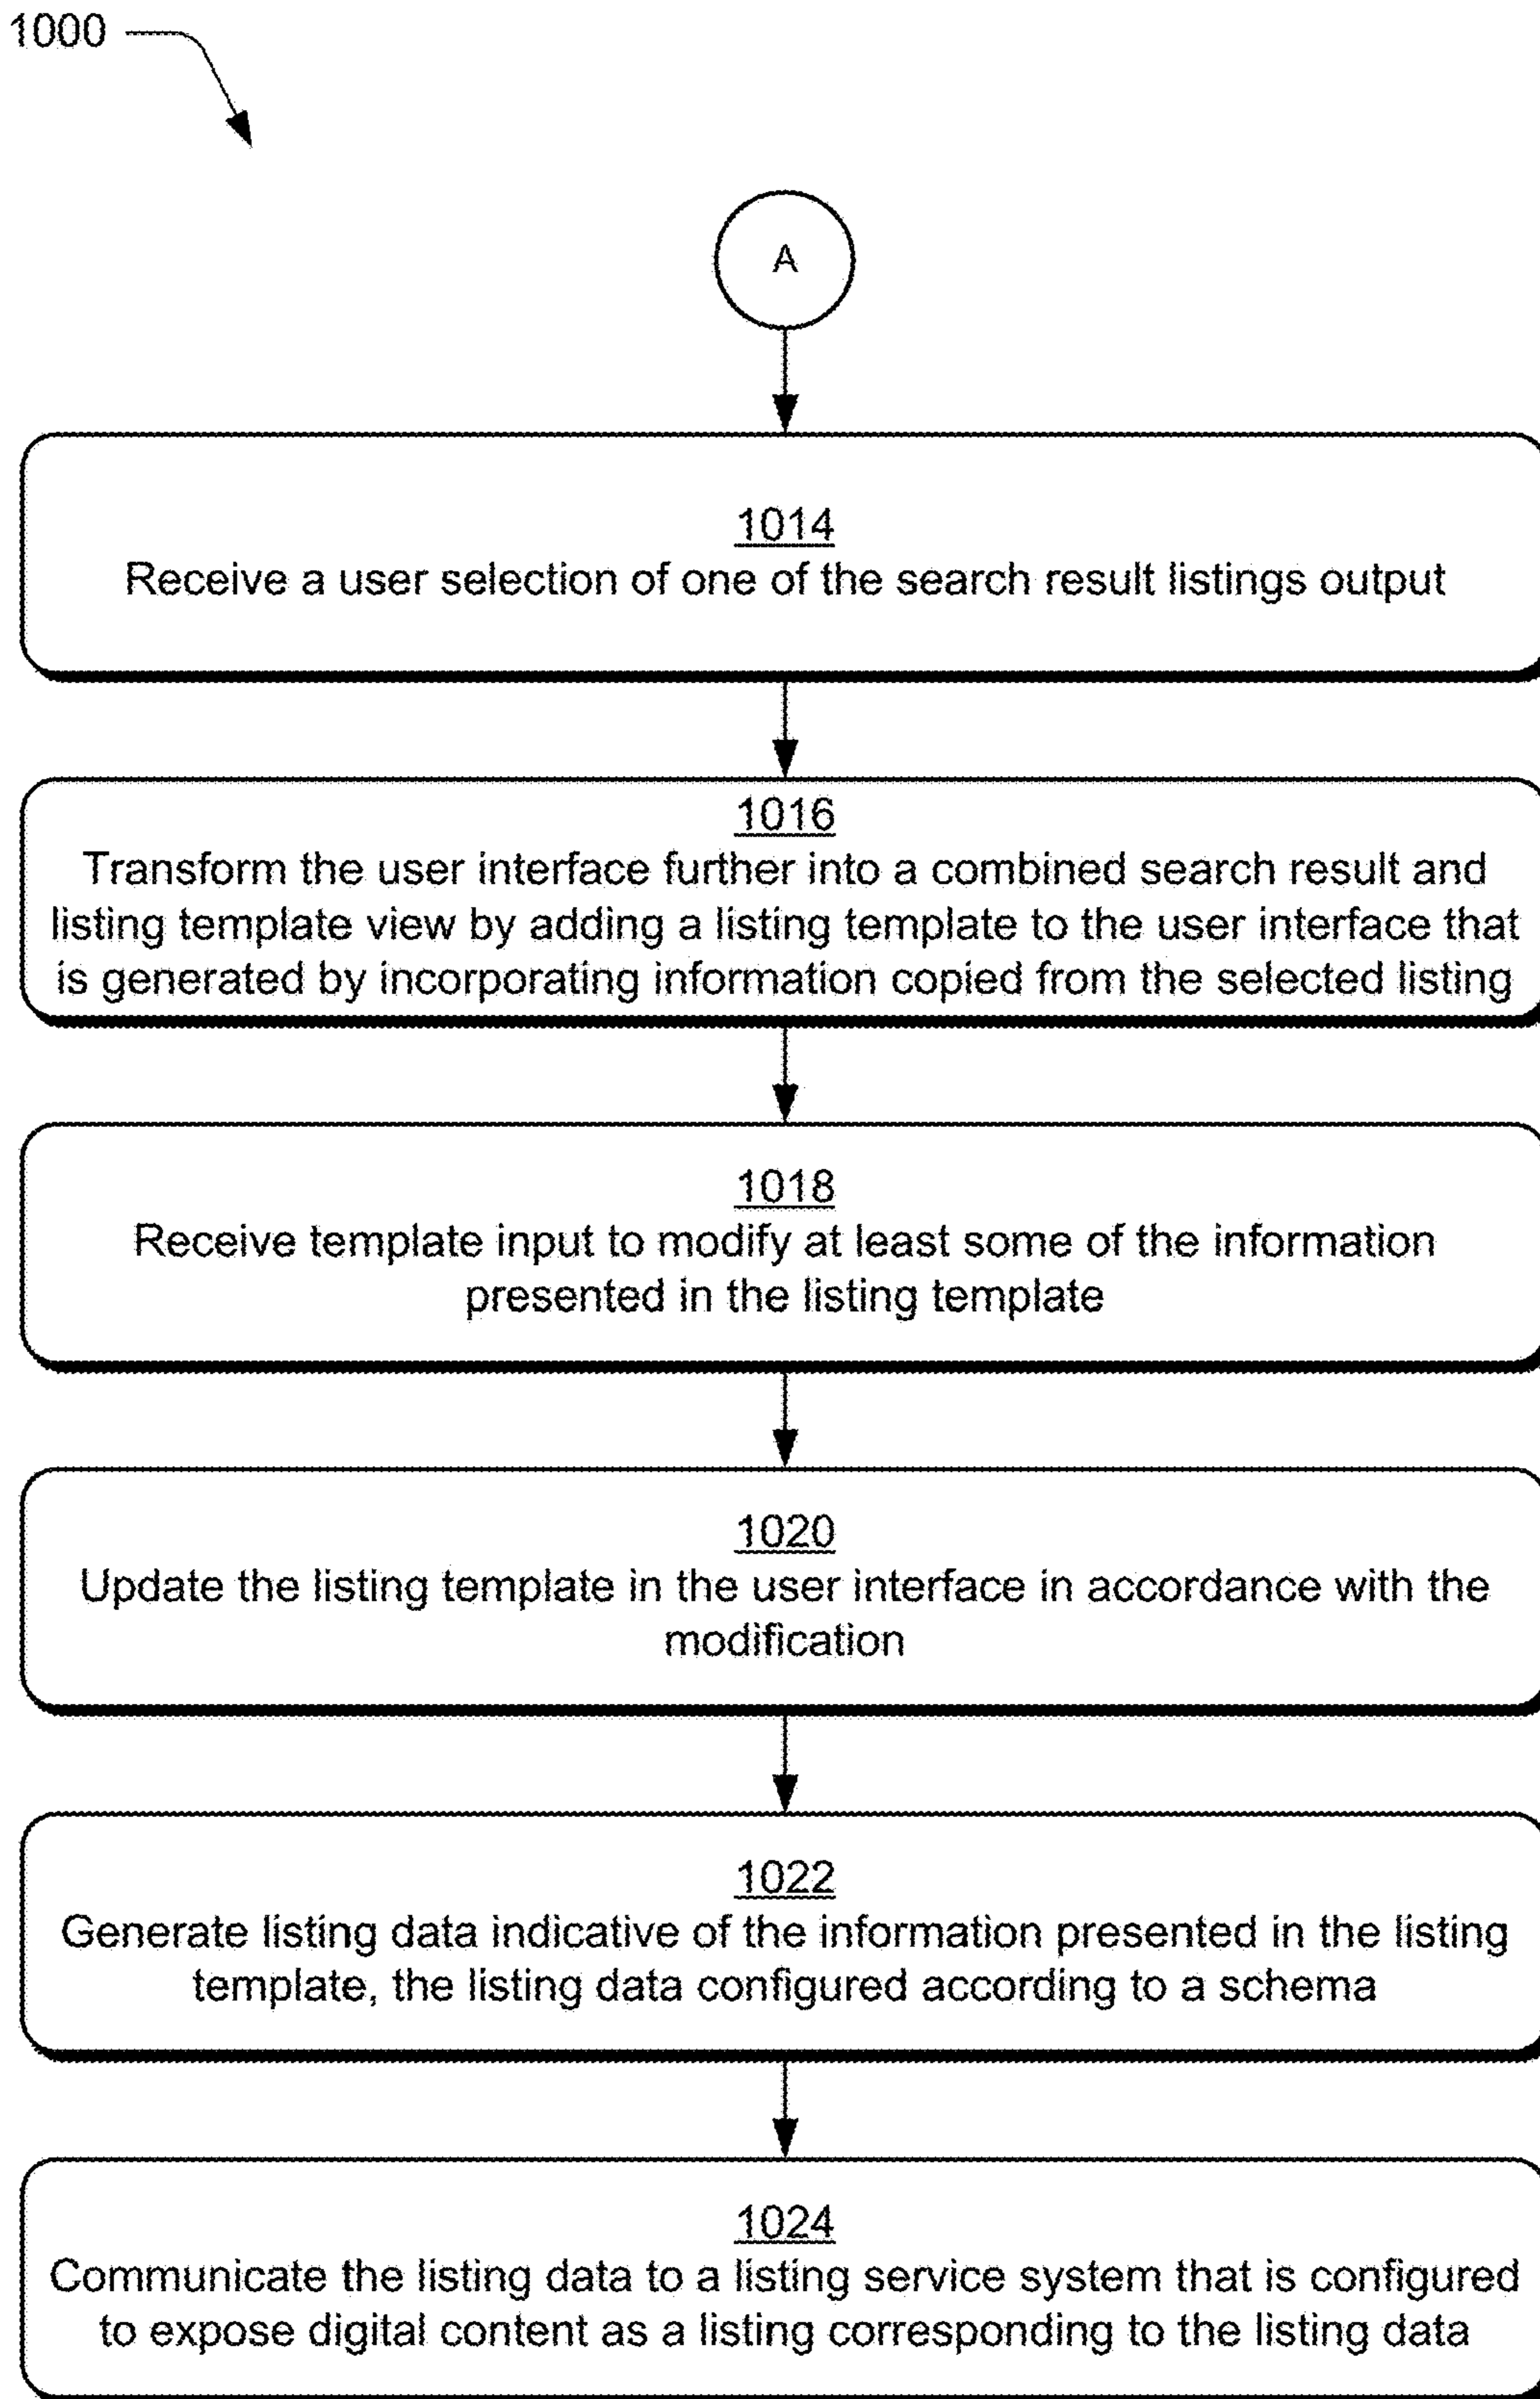 1000
A
1014
Receive a user selection of one of the search result listings output
1016
Transform the user interface further into a combined search result and
listing template view by adding a listing template to the user interface that
is generated by incorporating information copied from the selected listing
1018
Receive template input to modify at least some of the information
presented in the listing template
1020
Update the listing template in the user interface in accordance with the
modification
1022
Generate listing data indicative of the information presented in the listing
template, the listing data configured according to a schema
1024
Communicate the listing data to a listing service system that is configured
to expose digital content as a listing corresponding to the listing data